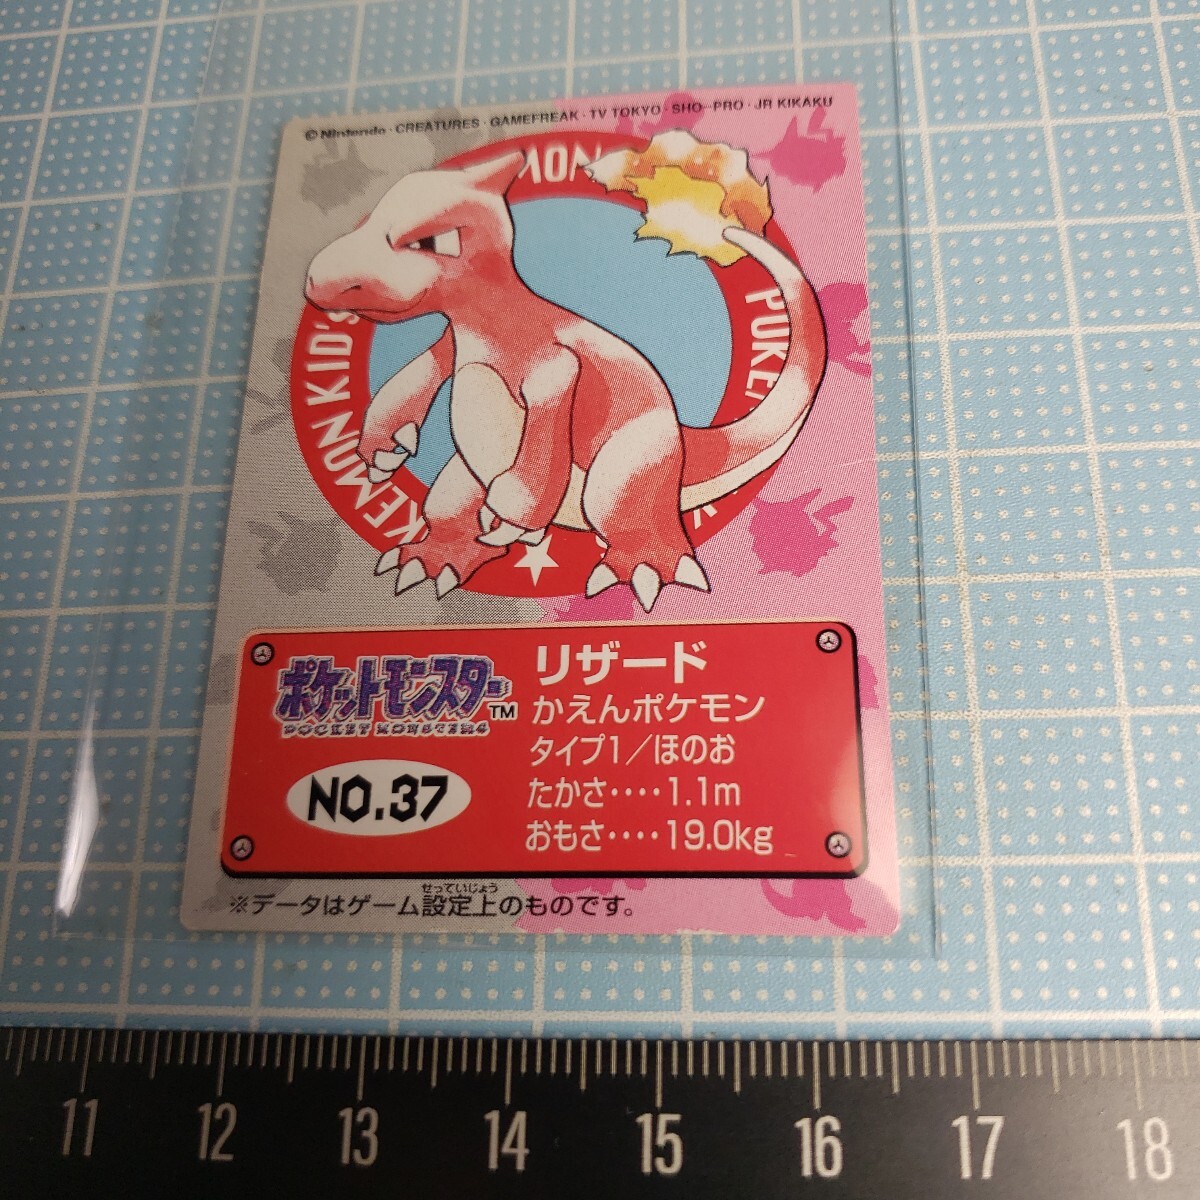 ©Nintendo・CREATURES・GAMEFREAK・TV TOKYO・SHO-PRO・JR KIKAKU
POKEMON KID'S
ポケットモンスター™
POCKET MONSTERS
NO.37
リザード
かえんポケモン
タイプ1／ほのお
たかさ････1.1m
おもさ････19.0kg
せっていじょう
※データはゲーム設定上のものです。
11 12 13 14 15 16 17 18